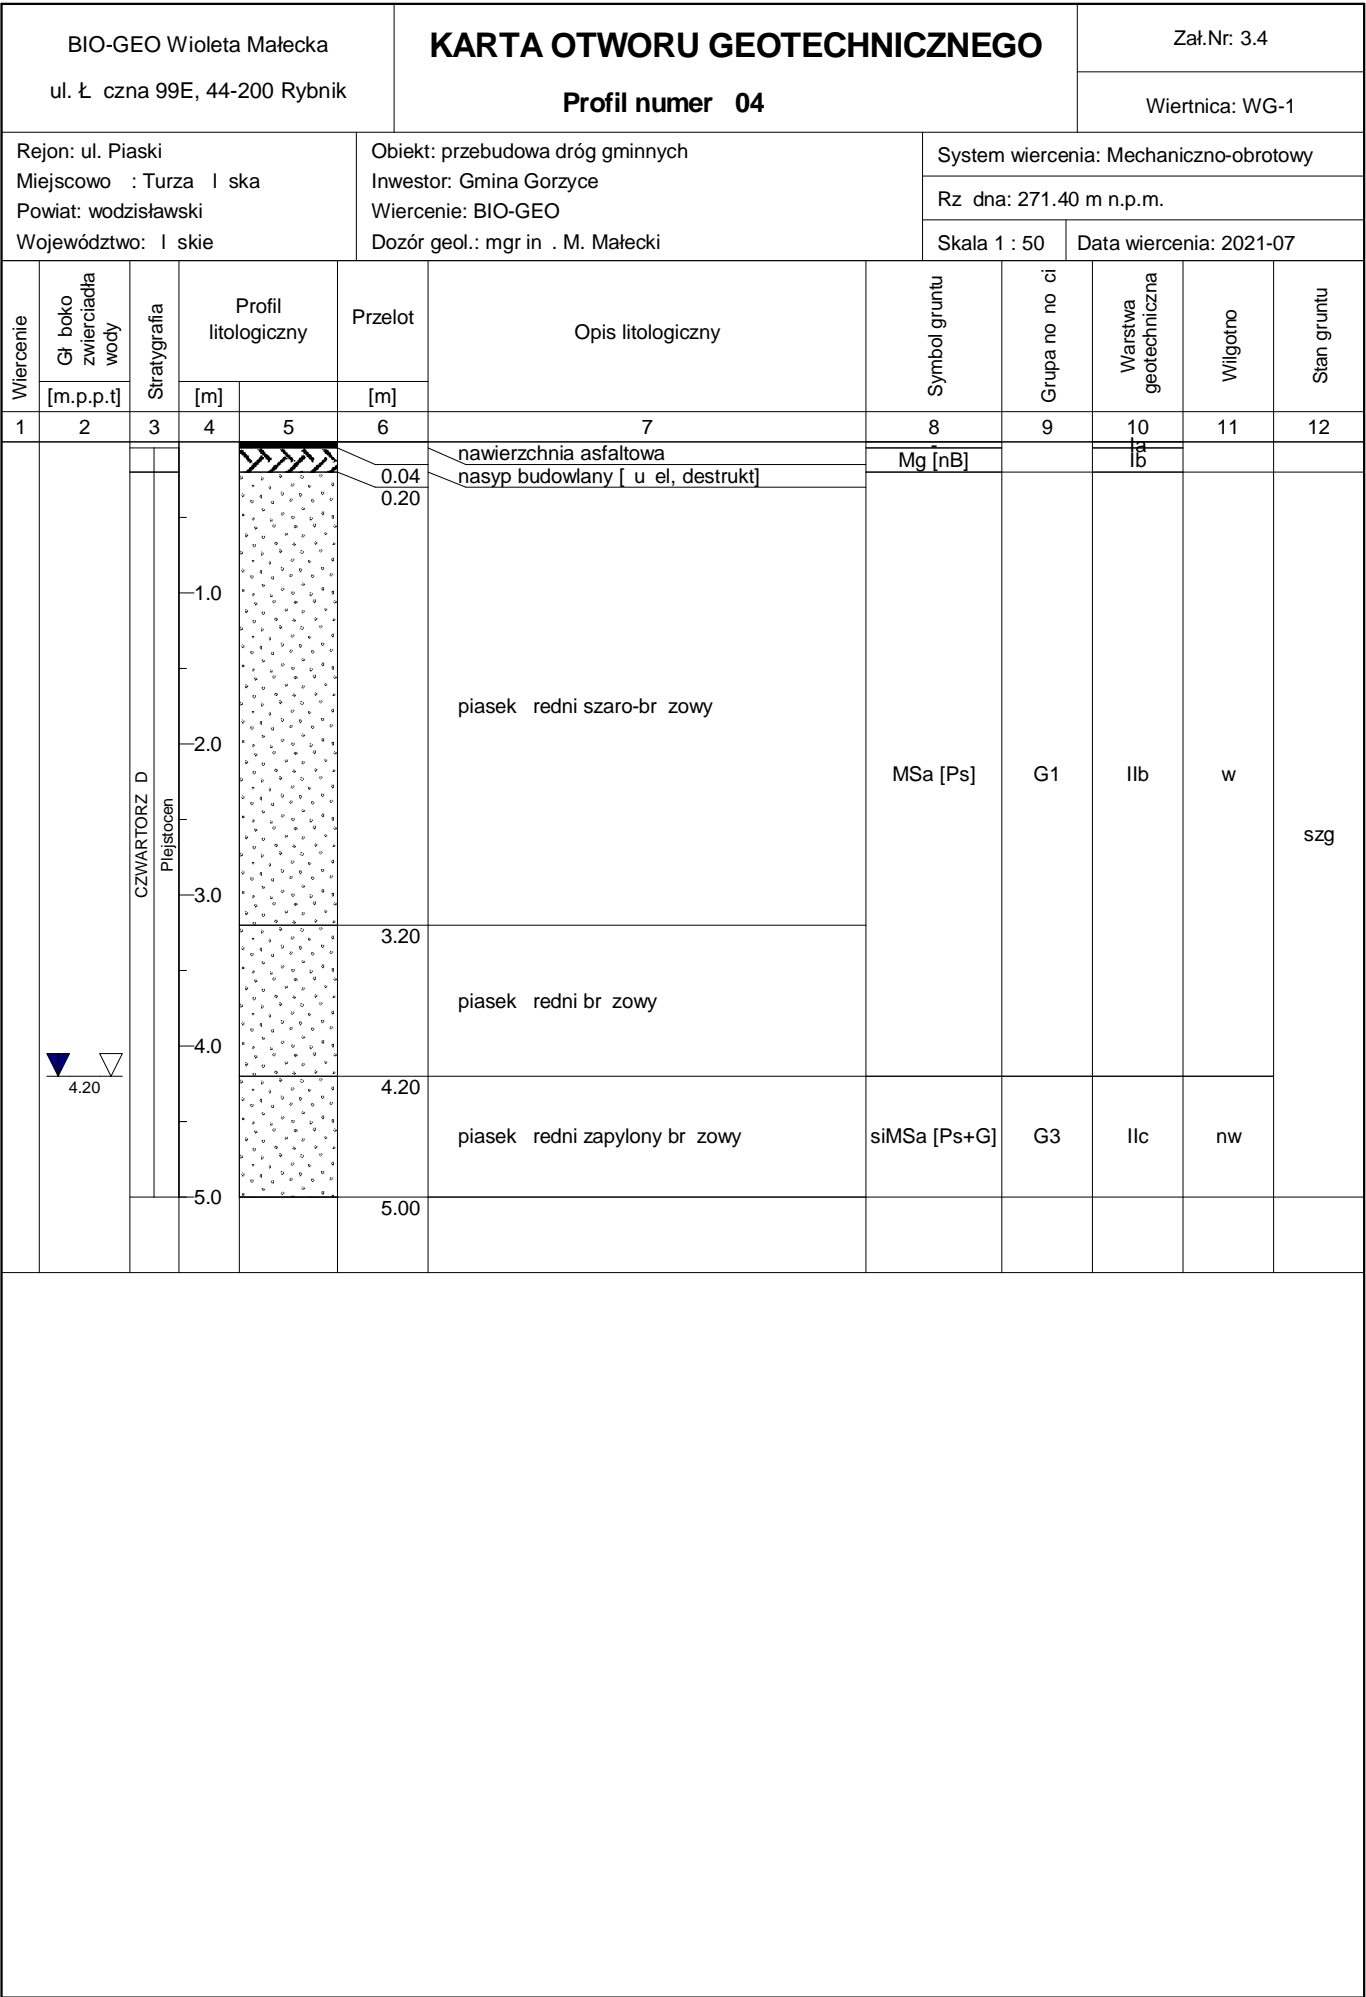 BIO-GEO Wioleta Małecka
ul. Ł czna 99E, 44-200 Rybnik
KARTA OTWORU GEOTECHNICZNEGO
Profil numer 04
Zał.Nr: 3.4
Wiertnica: WG-1
Rejon: ul. Piaski
Miejscowo : Turza l ska
Powiat: wodzisławski
Województwo: l skie
Obiekt: przebudowa dróg gminnych
Inwestor: Gmina Gorzyce
Wiercenie: BIO-GEO
Dozór geol.: mgr in . M. Małecki
System wiercenia: Mechaniczno-obrotowy
Rz dna: 271.40 m n.p.m.
Skala 1 : 50
Data wiercenia: 2021-07
Wiercenie
Gł boko
zwierciadła
wody
[m.p.p.t]
Stratygrafia
Profil
litologiczny
[m]
Przelot
[m]
Opis litologiczny
Symbol gruntu
Grupa no no ci
Warstwa
geotechniczna
Wilgotno
Stan gruntu
1 2 3 4 5 6 7 8 9 10 11 12
nawierzchnia asfaltowa
- Ia
0.04 nasyp budowlany [ u el, destrukt] Mg [nB] Ib
0.20
1.0
piasek redni szaro-br zowy
2.0
MSa [Ps] G1 IIb w
CZWARTORZ D
Plejstocen
szg
3.0
3.20
piasek redni br zowy
4.0
4.20
4.20
piasek redni zapylony br zowy siMSa [Ps+G] G3 IIc nw
5.0
5.00